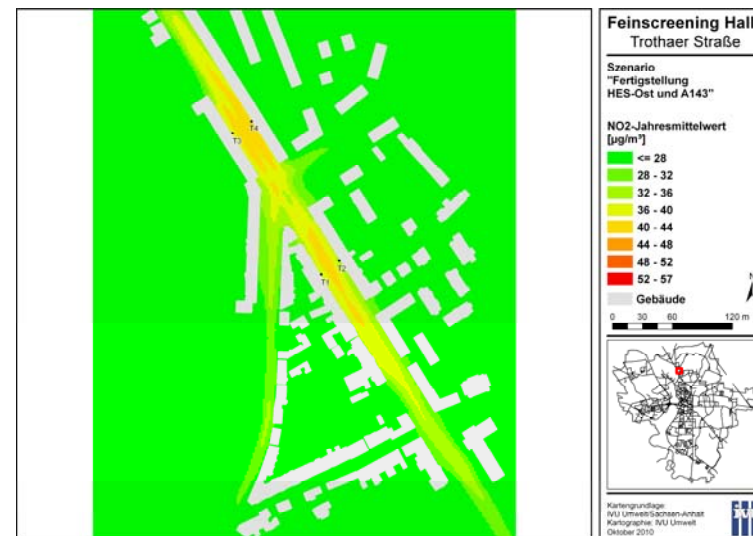 Feinscreening Hall
Trothaer Straße
Szenario
"Fertigstellung
HES-Ost und A143"
NO2-Jahresmittelwert
[µg/m³]
<= 28
28 - 32
32 - 36
36 - 40
40 - 44
44 - 48
48 - 52
52 - 57
Gebäude
N
0 30 60 120 m
T4
T3
T2
T1
Kartengrundlage:
IVU Umwelt/Sachsen-Anhalt
Kartographie: IVU Umwelt
Oktober 2010